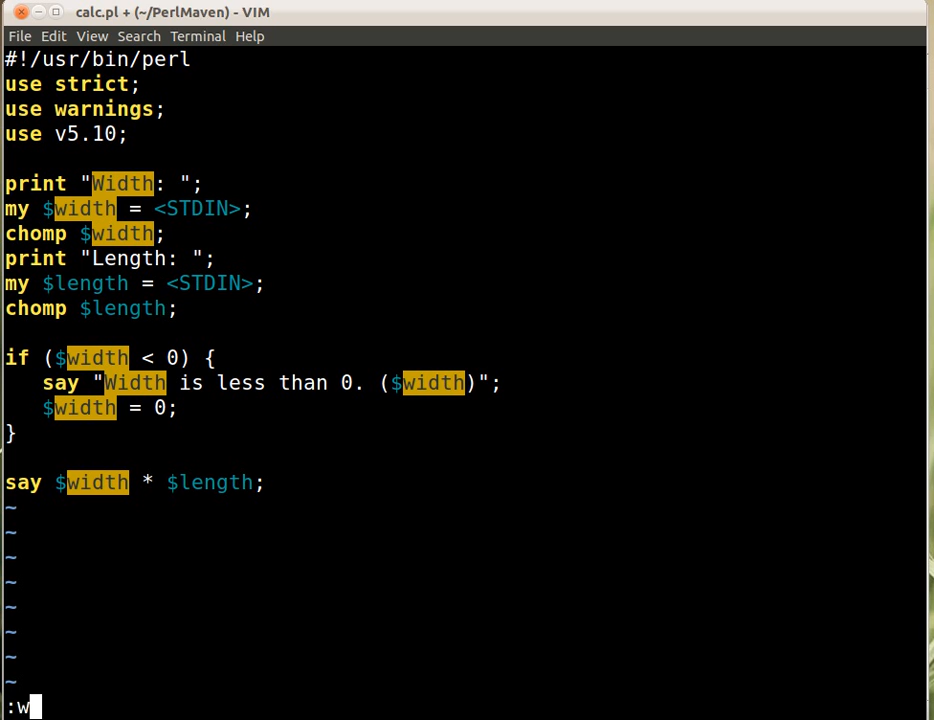 calc.pl + (~/PerlMaven) - VIM
File Edit View Search Terminal Help
#!/usr/bin/perl
use strict;
use warnings;
use v5.10;

print "Width: ";
my $width = <STDIN>;
chomp $width;
print "Length: ";
my $length = <STDIN>;
chomp $length;

if ($width < 0) {
   say "Width is less than 0. ($width)";
   $width = 0;
}

say $width * $length;
~
~
~
~
~
~
~
~
:w